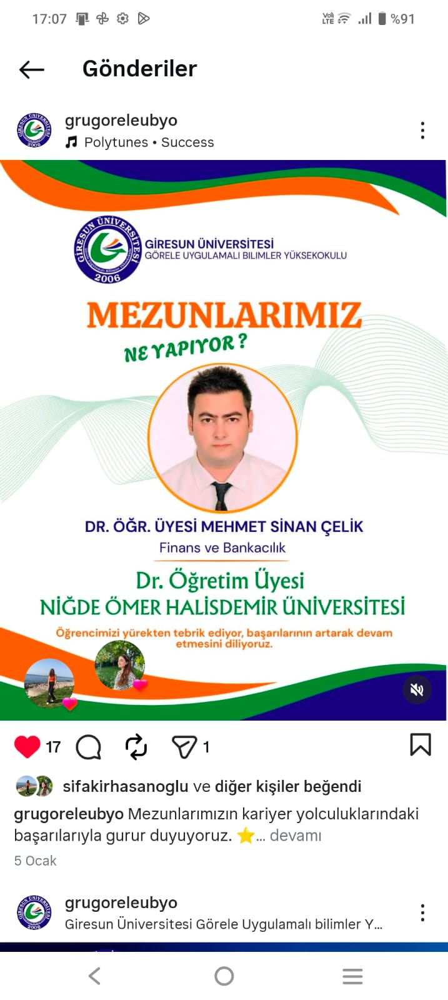 17:07
VoLTE %91
Gönderiler
grugoreleubyo
Polytunes • Success
GİRESUN ÜNİVERSİTESİ
2006
GİRESUN ÜNİVERSİTESİ
GÖRELE UYGULAMALI BİLİMLER YÜKSEKOKULU
MEZUNLARIMIZ
NE YAPIYOR?
DR. ÖĞR. ÜYESİ MEHMET SİNAN ÇELİK
Finans ve Bankacılık
Dr. Öğretim Üyesi
NİĞDE ÖMER HALİSDEMİR ÜNİVERSİTESİ
Öğrencimizi yürekten tebrik ediyor, başarılarının artarak devam
etmesini diliyoruz.
17 1
sifakirhasanoglu ve diğer kişiler beğendi
grugoreleubyo Mezunlarımızın kariyer yolculuklarındaki
başarılarıyla gurur duyuyoruz. ⭐... devamı
5 Ocak
grugoreleubyo
Giresun Üniversitesi Görele Uygulamalı bilimler Y...